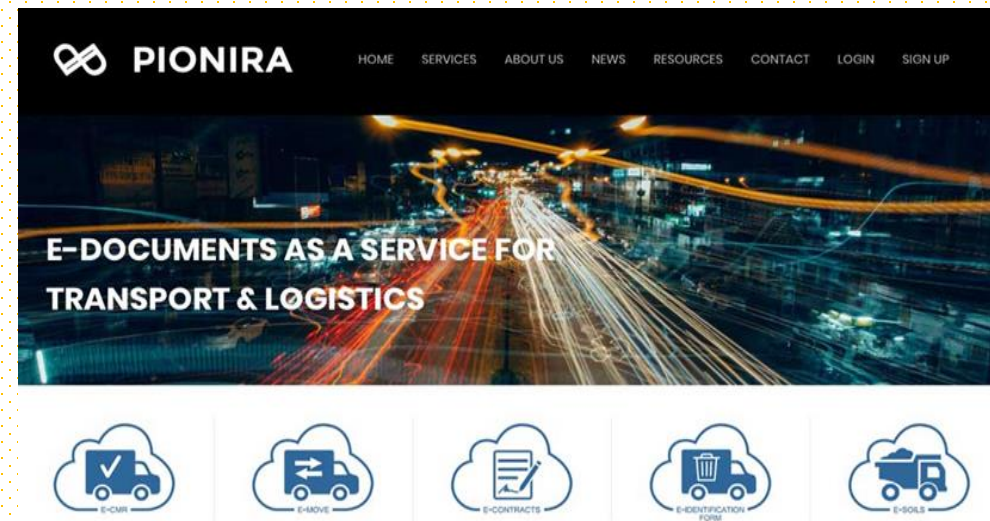 PIONIRA
HOME SERVICES ABOUT US NEWS RESOURCES CONTACT LOGIN SIGN UP
E-DOCUMENTS AS A SERVICE FOR
TRANSPORT & LOGISTICS
E-CMR
E-MOVE
E-CONTRACTS
E-IDENTIFICATION
FORM
E-SOILS